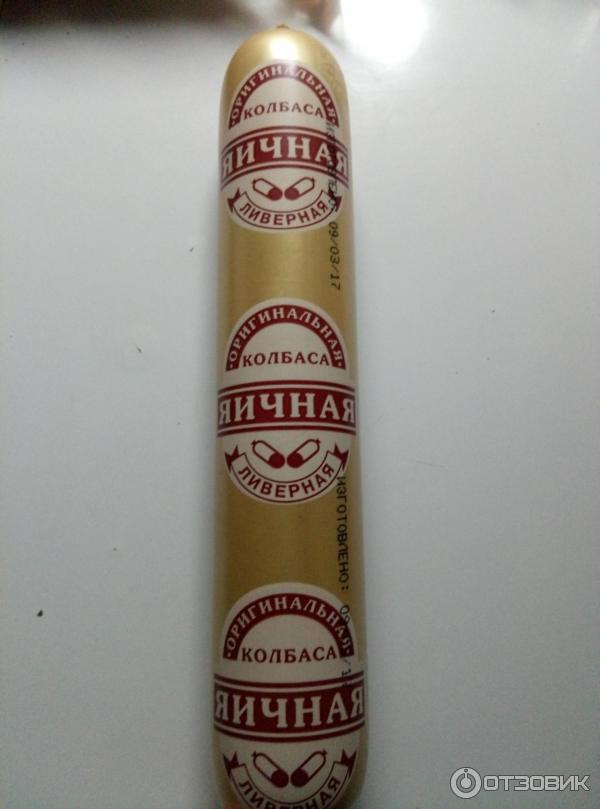 ОРИГИНАЛЬНАЯ
КОЛБАСА
ЯИЧНАЯ
ЛИВЕРНАЯ
09/03/17
ОРИГИНАЛЬНАЯ
КОЛБАСА
ЯИЧНАЯ
ЛИВЕРНАЯ
ИЗГОТОВЛЕНО:
ОРИГИНАЛЬНАЯ
КОЛБАСА
ЯИЧНАЯ
ЛИВЕРНАЯ
ОТЗОВИК